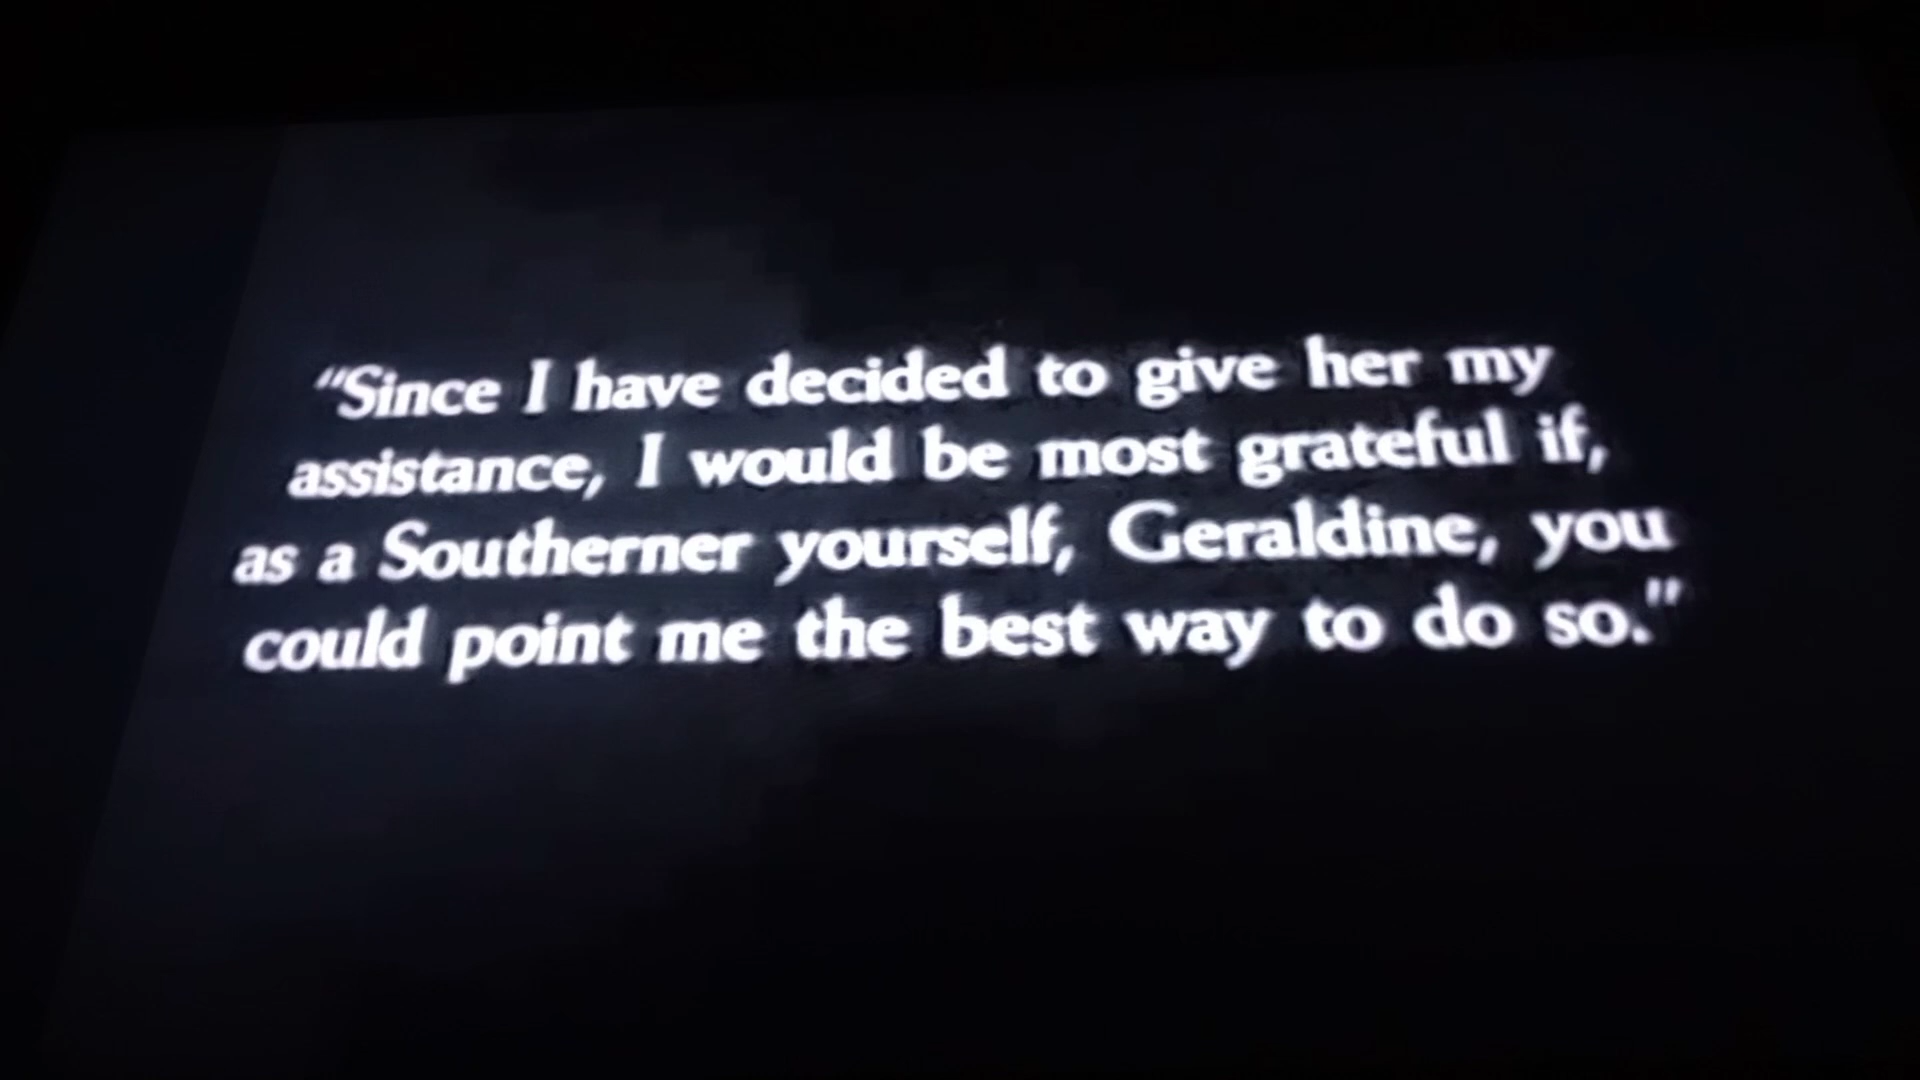 "Since I have decided to give her my
assistance, I would be most grateful if,
as a Southerner yourself, Geraldine, you
could point me the best way to do so."